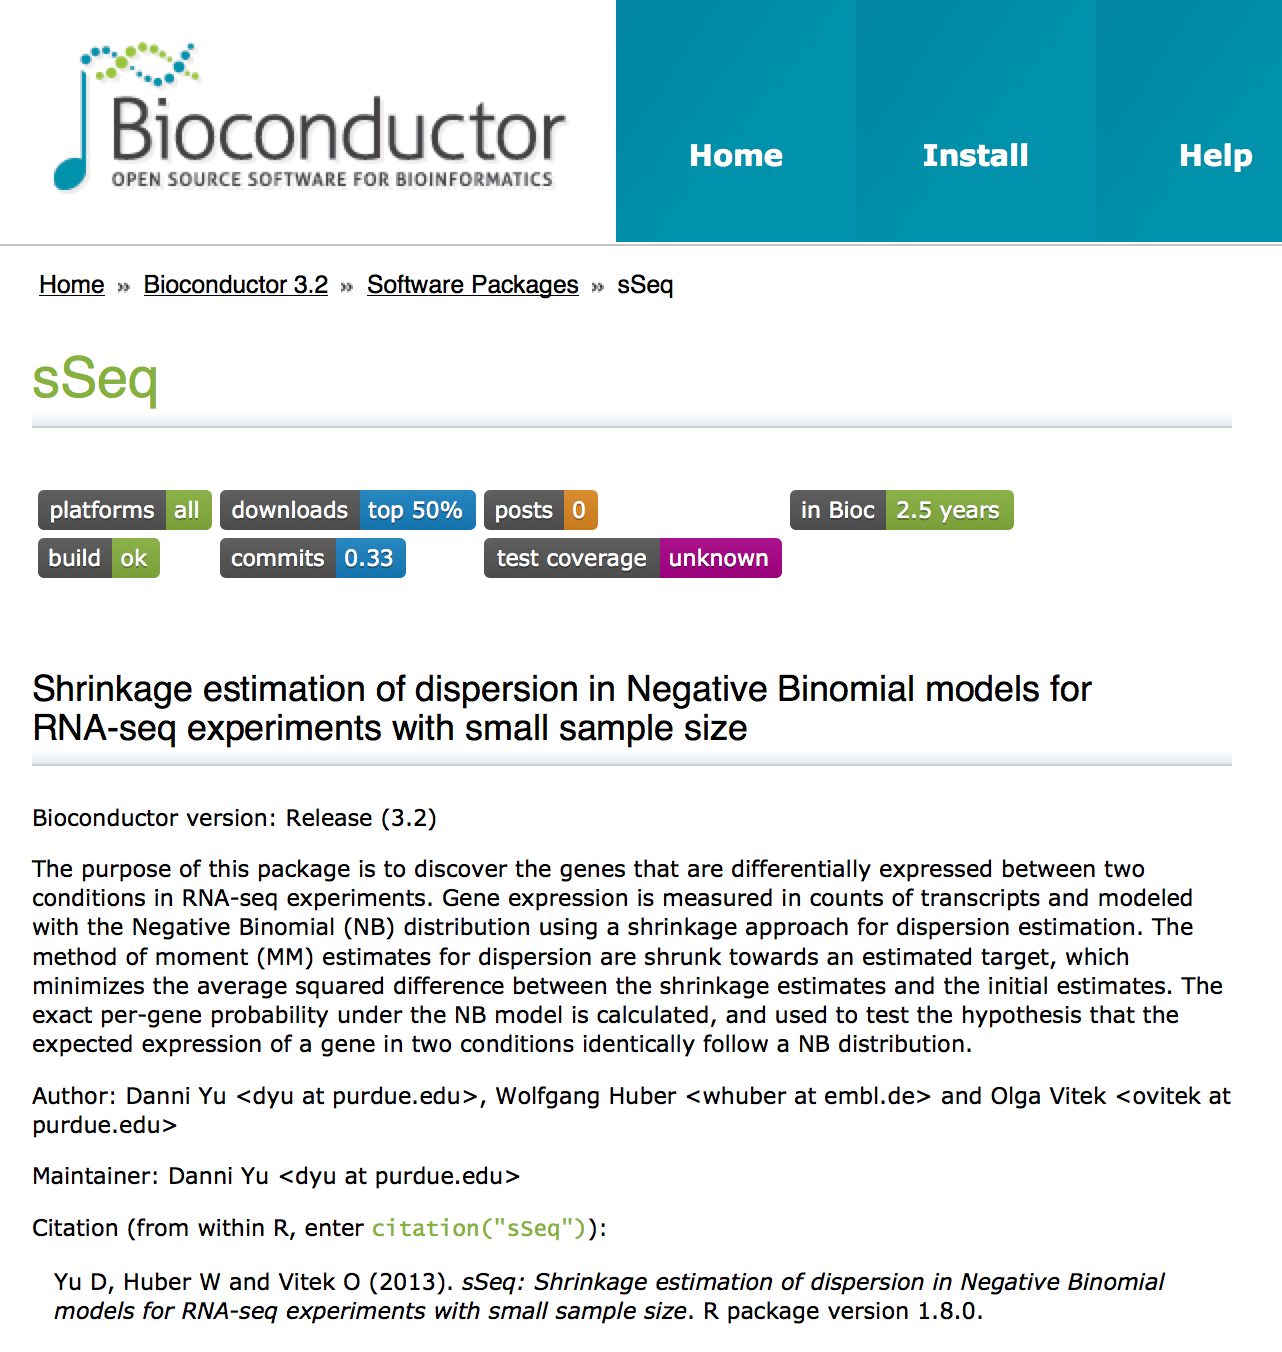 Bioconductor
OPEN SOURCE SOFTWARE FOR BIOINFORMATICS
Home Install Help
Home » Bioconductor 3.2 » Software Packages » sSeq
sSeq
platforms all downloads top 50% posts 0 in Bioc 2.5 years
build ok commits 0.33 test coverage unknown
Shrinkage estimation of dispersion in Negative Binomial models for
RNA-seq experiments with small sample size
Bioconductor version: Release (3.2)
The purpose of this package is to discover the genes that are differentially expressed between two
conditions in RNA-seq experiments. Gene expression is measured in counts of transcripts and modeled
with the Negative Binomial (NB) distribution using a shrinkage approach for dispersion estimation. The
method of moment (MM) estimates for dispersion are shrunk towards an estimated target, which
minimizes the average squared difference between the shrinkage estimates and the initial estimates. The
exact per-gene probability under the NB model is calculated, and used to test the hypothesis that the
expected expression of a gene in two conditions identically follow a NB distribution.
Author: Danni Yu <dyu at purdue.edu>, Wolfgang Huber <whuber at embl.de> and Olga Vitek <ovitek at
purdue.edu>
Maintainer: Danni Yu <dyu at purdue.edu>
Citation (from within R, enter citation("sSeq")):
Yu D, Huber W and Vitek O (2013). sSeq: Shrinkage estimation of dispersion in Negative Binomial
models for RNA-seq experiments with small sample size. R package version 1.8.0.